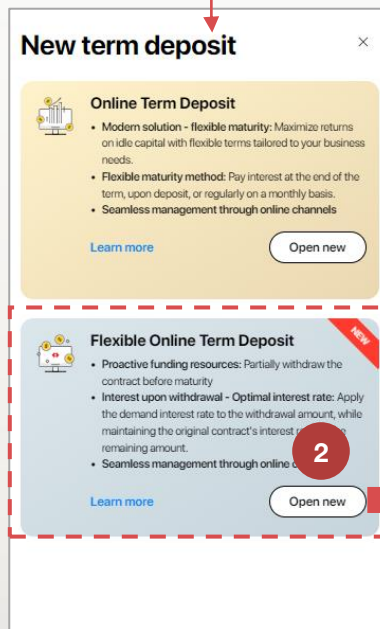 New term deposit
Online Term Deposit
• Modern solution - flexible maturity: Maximize returns
on idle capital with flexible terms tailored to your business
needs.
• Flexible maturity method: Pay interest at the end of the
term, upon deposit, or regularly on a monthly basis.
• Seamless management through online channels
Learn more
Open new
NEW
Flexible Online Term Deposit
• Proactive funding resources: Partially withdraw the
contract before maturity
• Interest upon withdrawal - Optimal interest rate: Apply
the demand interest rate to the withdrawal amount, while
maintaining the original contract's interest
remaining amount.
• Seamless management through online
2
Learn more
Open new